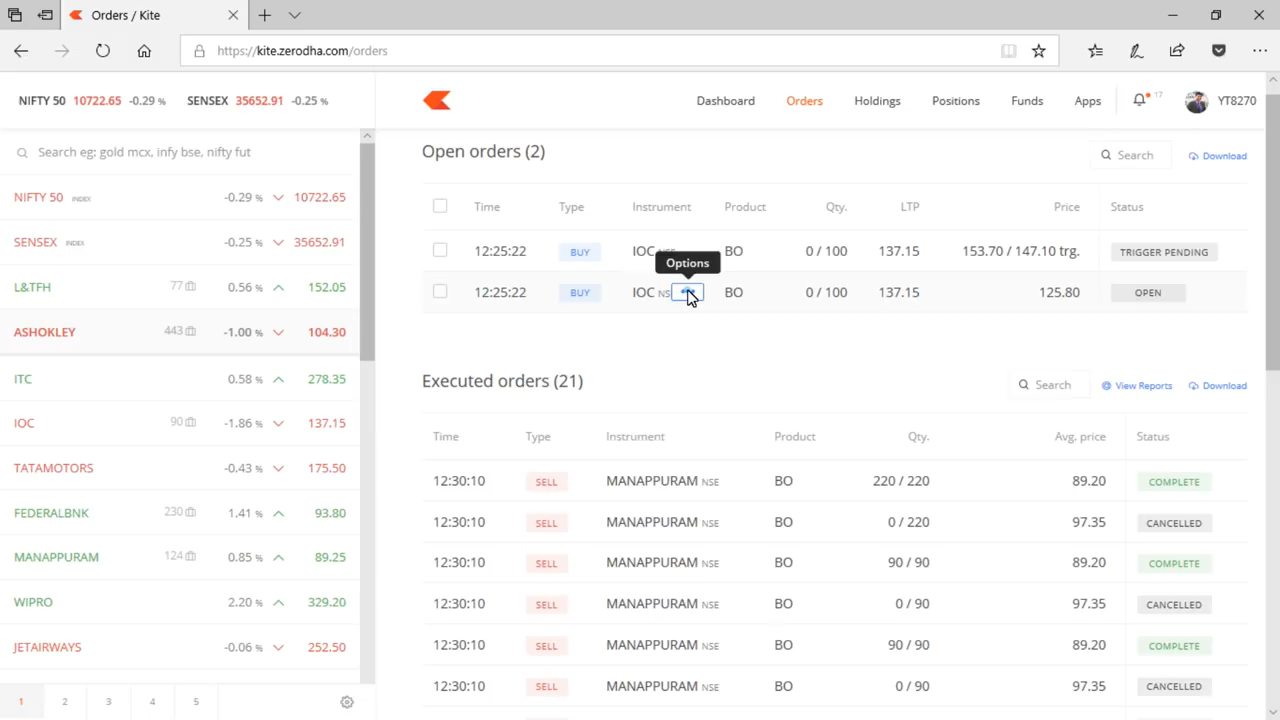 Orders / Kite
https://kite.zerodha.com/orders
NIFTY 50 10722.65 -0.29 % SENSEX 35652.91 -0.25 %
Dashboard Orders Holdings Positions Funds Apps 17 YT8270
Search eg: gold mcx, infy bse, nifty fut
NIFTY 50 INDEX -0.29 % 10722.65
SENSEX INDEX -0.25 % 35652.91
L&TFH 77 0.56 % 152.05
ASHOKLEY 443 -1.00 % 104.30
ITC 0.58 % 278.35
IOC 90 -1.86 % 137.15
TATAMOTORS -0.43 % 175.50
FEDERALBNK 230 1.41 % 93.80
MANAPPURAM 124 0.85 % 89.25
WIPRO 2.20 % 329.20
JETAIRWAYS -0.06 % 252.50
1 2 3 4 5
Open orders (2) Search Download
Time Type Instrument Product Qty. LTP Price Status
12:25:22 BUY IOC BO 0 / 100 137.15 153.70 / 147.10 trg. TRIGGER PENDING
Options
12:25:22 BUY IOC NS BO 0 / 100 137.15 125.80 OPEN
Executed orders (21) Search View Reports Download
Time Type Instrument Product Qty. Avg. price Status
12:30:10 SELL MANAPPURAM NSE BO 220 / 220 89.20 COMPLETE
12:30:10 SELL MANAPPURAM NSE BO 0 / 220 97.35 CANCELLED
12:30:10 SELL MANAPPURAM NSE BO 90 / 90 89.20 COMPLETE
12:30:10 SELL MANAPPURAM NSE BO 0 / 90 97.35 CANCELLED
12:30:10 SELL MANAPPURAM NSE BO 90 / 90 89.20 COMPLETE
12:30:10 SELL MANAPPURAM NSE BO 0 / 90 97.35 CANCELLED